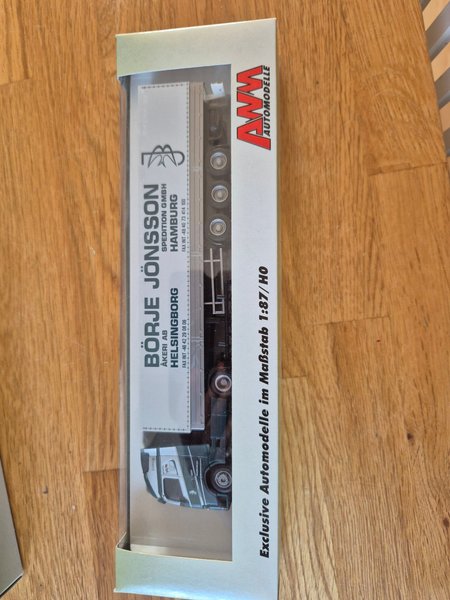 AWM
AUTOMODELLE
BÖRJE JÖNSSON
ÅKERI AB
HELSINGBORG
SPEDITION GMBH
HAMBURG
Exclusive Automodelle im Maßstab 1:87/H0